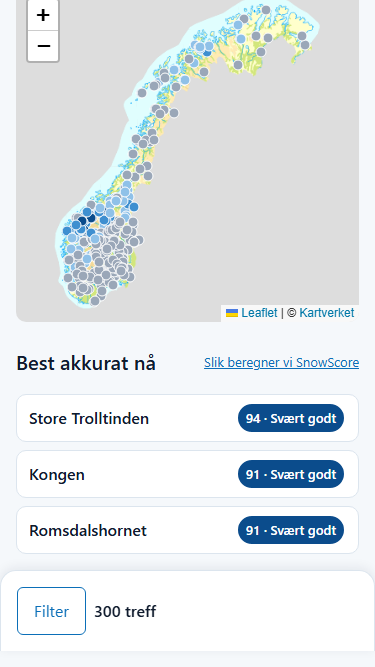 +
−
Leaflet | © Kartverket
Best akkurat nå
Slik beregner vi SnowScore
Store Trolltinden
94 · Svært godt
Kongen
91 · Svært godt
Romsdalshornet
91 · Svært godt
Filter
300 treff